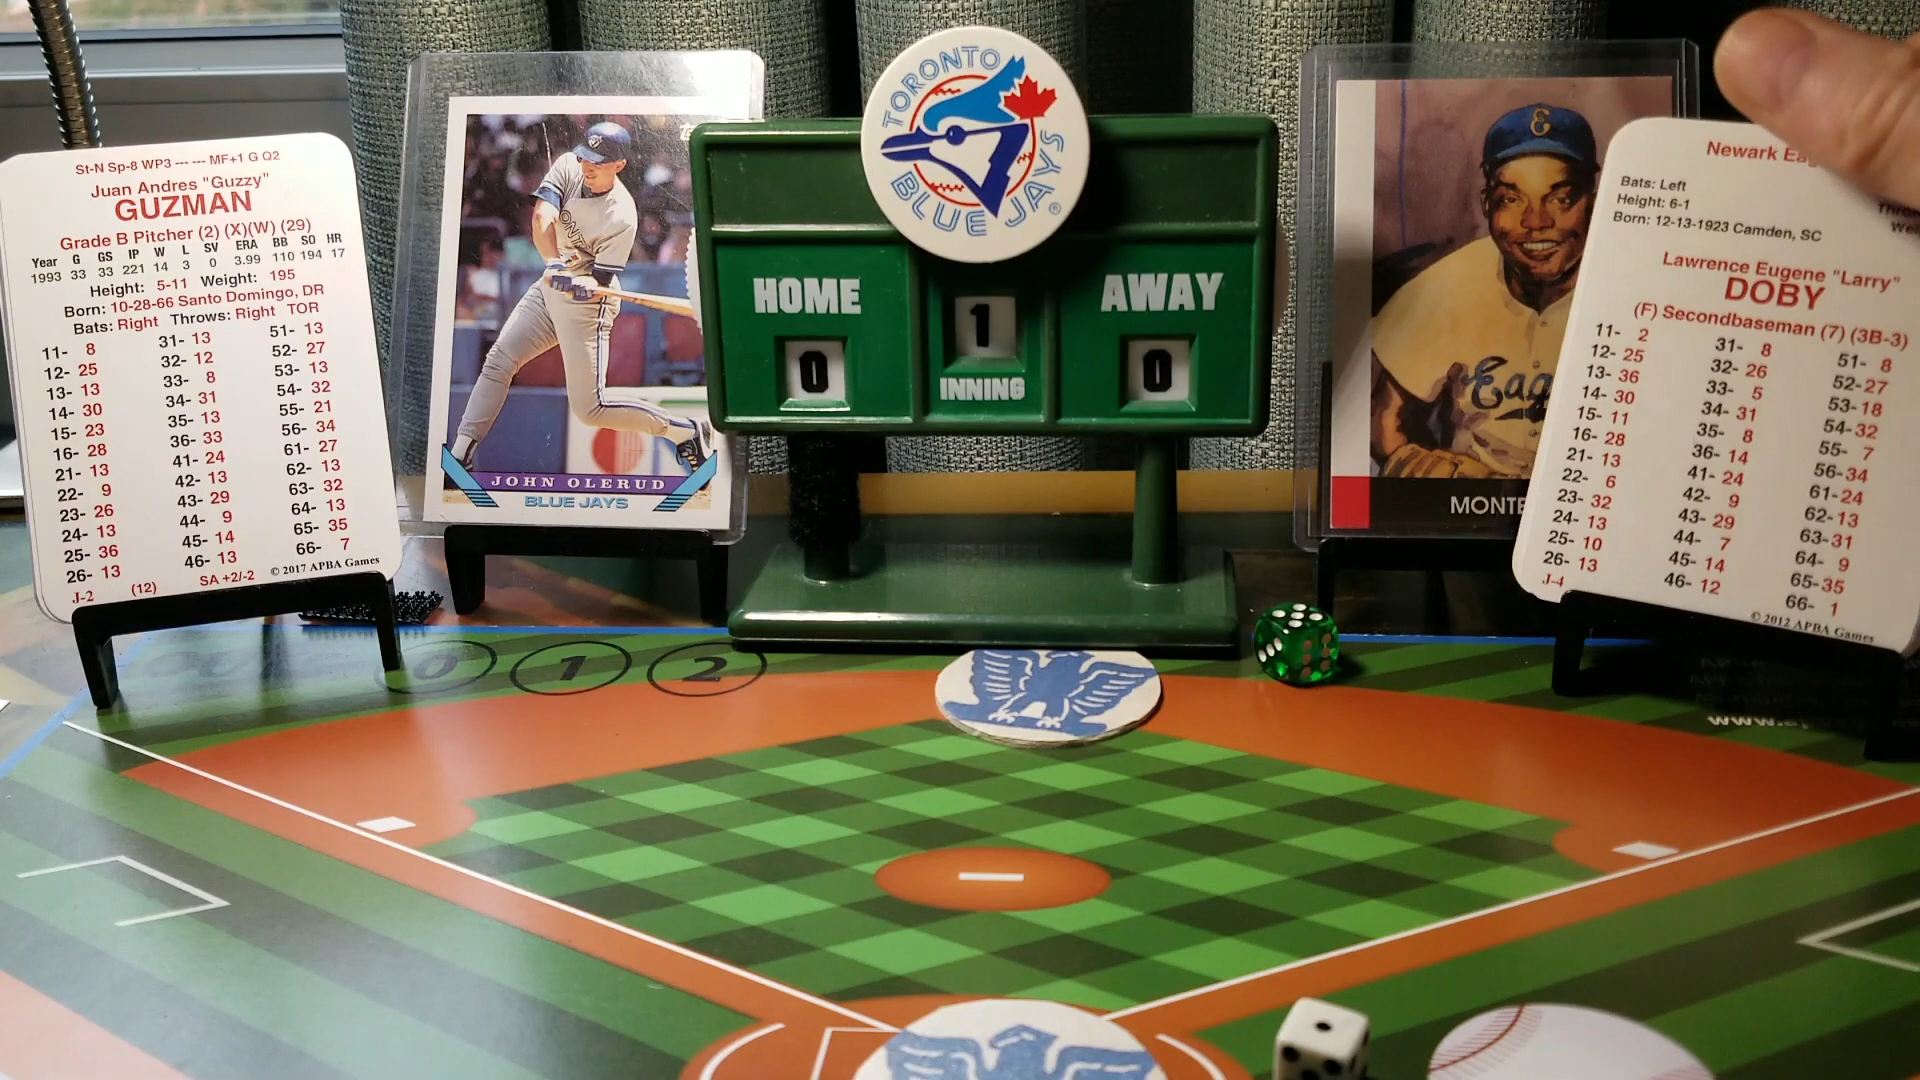 St-N Sp-8 WP3 --- --- MF+1 G Q2
Juan Andres "Guzzy"
GUZMAN
Grade B Pitcher (2) (X)(W) (29)
Year G GS IP W L SV ERA BB SO HR
1993 33 33 221 14 3 0 3.99 110 194 17
Height: 5-11 Weight: 195
Born: 10-28-66 Santo Domingo, DR
Bats: Right Throws: Right TOR
11- 8 31- 13 51- 13
12- 25 32- 12 52- 27
13- 13 33- 8 53- 13
14- 30 34- 31 54- 32
15- 23 35- 13 55- 21
16- 28 36- 33 56- 34
21- 13 41- 24 61- 27
22- 9 42- 13 62- 13
23- 26 43- 29 63- 32
24- 13 44- 9 64- 13
25- 36 45- 14 65- 35
26- 13 46- 13 66- 7
J-2 (12) SA +2/-2 © 2017 APBA Games
JOHN OLERUD
BLUE JAYS
TORONTO
BLUE JAYS ®
HOME
AWAY
0
1
0
INNING
Eag
MONTE
Newark Eag
Bats: Left
Height: 6-1
Born: 12-13-1923 Camden, SC
Lawrence Eugene "Larry"
DOBY
(F) Secondbaseman (7) (3B-3)
11- 2 31- 8 51- 8
12- 25 32- 26 52- 27
13- 36 33- 5 53- 18
14- 30 34- 31 54- 32
15- 11 35- 8 55- 7
16- 28 36- 14 56- 34
21- 13 41- 24 61- 24
22- 6 42- 9 62- 13
23- 32 43- 29 63- 31
24- 13 44- 7 64- 9
25- 10 45- 14 65- 35
26- 13 46- 12 66- 1
J-4 © 2012 APBA Games
0 1 2
E